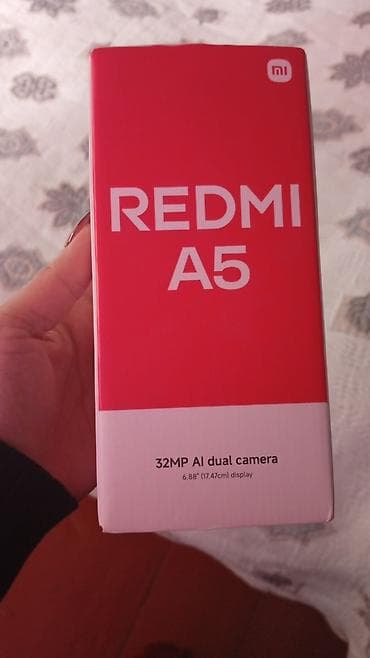 mi
REDMI
A5
32MP AI dual camera
6.88" (17.47cm) display